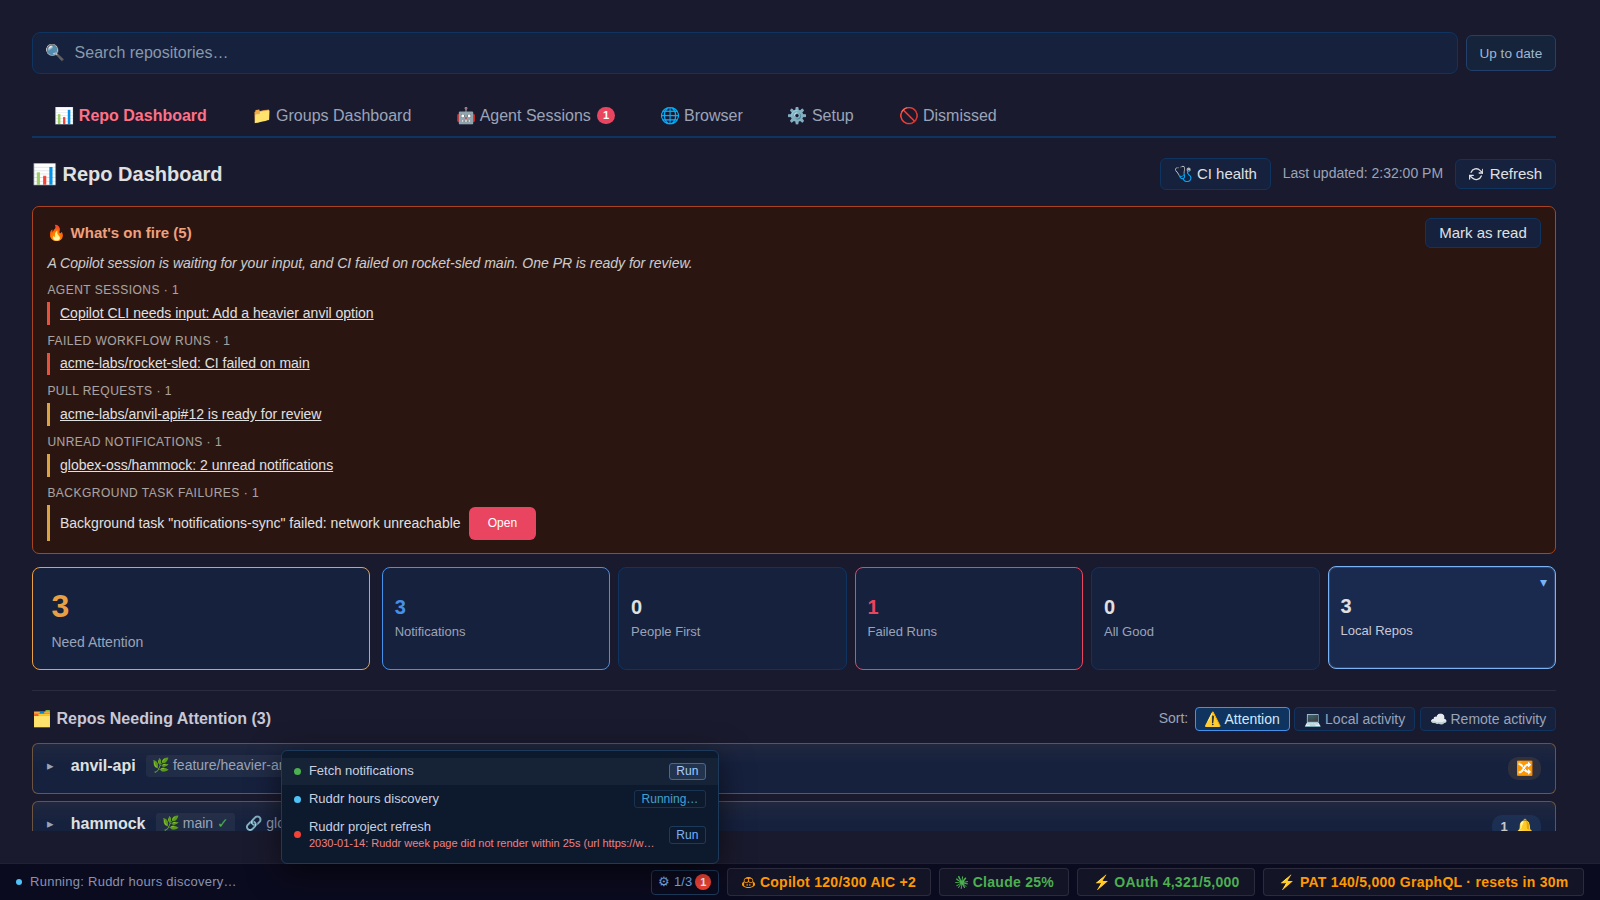 🔍 Search repositories…
Up to date
📊 Repo Dashboard
📁 Groups Dashboard
🤖 Agent Sessions 1
🌐 Browser
⚙️ Setup
🚫 Dismissed
📊 Repo Dashboard
🩺 CI health
Last updated: 2:32:00 PM
Refresh
🔥 What's on fire (5)
Mark as read
A Copilot session is waiting for your input, and CI failed on rocket-sled main. One PR is ready for review.
AGENT SESSIONS · 1
Copilot CLI needs input: Add a heavier anvil option
FAILED WORKFLOW RUNS · 1
acme-labs/rocket-sled: CI failed on main
PULL REQUESTS · 1
acme-labs/anvil-api#12 is ready for review
UNREAD NOTIFICATIONS · 1
globex-oss/hammock: 2 unread notifications
BACKGROUND TASK FAILURES · 1
Background task "notifications-sync" failed: network unreachable
Open
3
Need Attention
3
Notifications
0
People First
1
Failed Runs
0
All Good
▾
3
Local Repos
🗂️ Repos Needing Attention (3)
Sort:
⚠️ Attention
💻 Local activity
☁️ Remote activity
▸ anvil-api 🌿 feature/heavier-an
🔀
▸ hammock 🌿 main ✓ 🔗 glo
1 🔔
Fetch notifications
Run
Ruddr hours discovery
Running…
Ruddr project refresh
2030-01-14: Ruddr week page did not render within 25s (url https://w…
Run
Running: Ruddr hours discovery…
⚙ 1/3 1
Copilot 120/300 AIC +2
Claude 25%
⚡ OAuth 4,321/5,000
⚡ PAT 140/5,000 GraphQL · resets in 30m